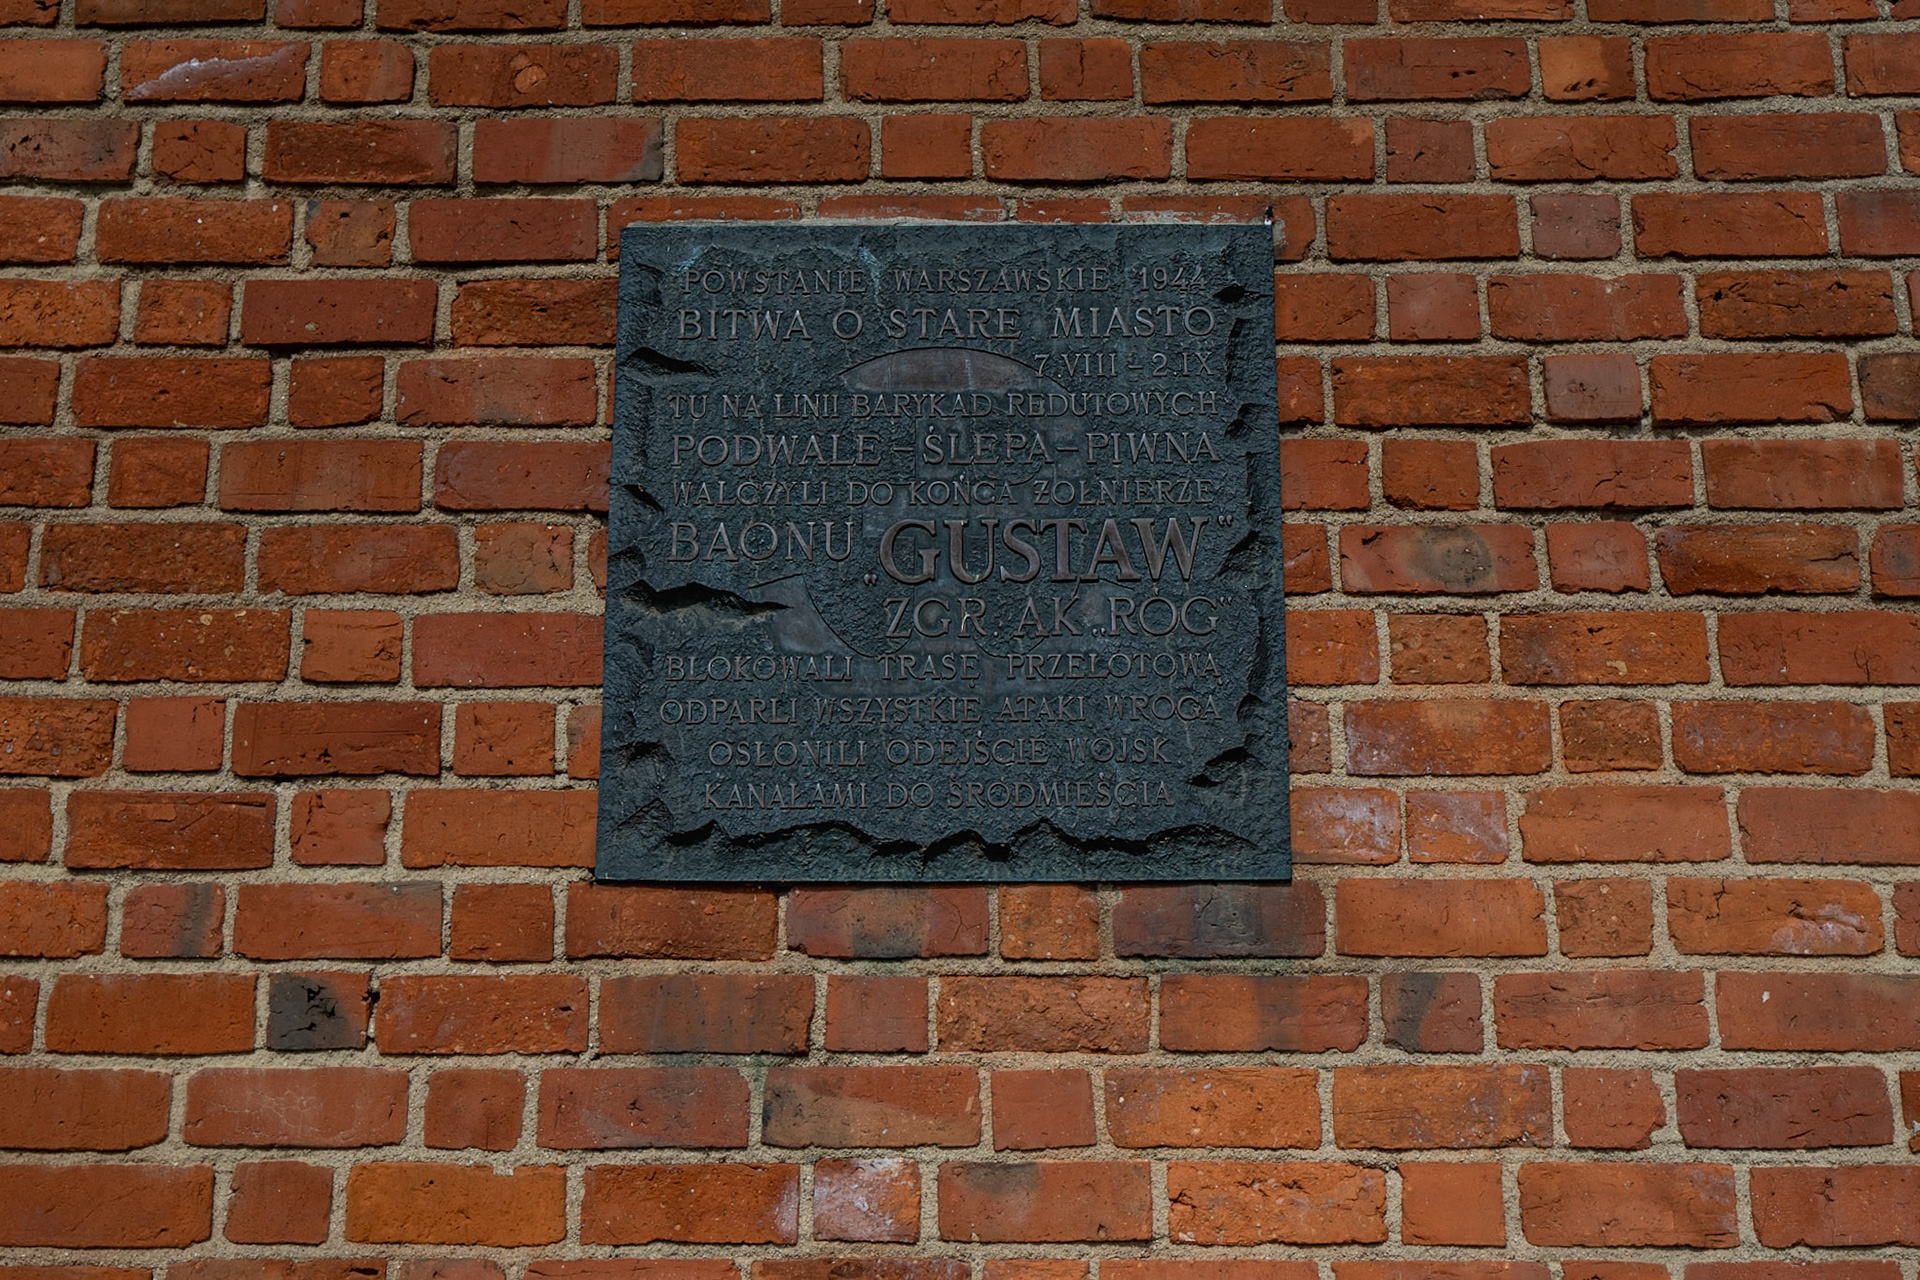 POWSTANIE WARSZAWSKIE 1944
BITWA O STARE MIASTO
7.VIII – 2.IX
TU NA LINII BARYKAD REDUTOWYCH
PODWALE – ŚLEPA – PIWNA
WALCZYLI DO KOŃCA ŻOŁNIERZE
BAONU „GUSTAW"
ZGR. AK „RÓG"
BLOKOWALI TRASĘ PRZELOTOWĄ
ODPARLI WSZYSTKIE ATAKI WROGA
OSŁONILI ODEJŚCIE WOJSK
KANAŁAMI DO ŚRÓDMIEŚCIA